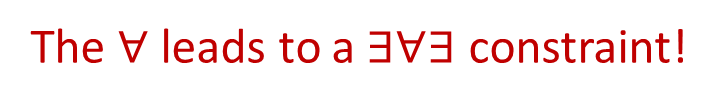 The ∀ leads to a ∃∀∃ constraint!